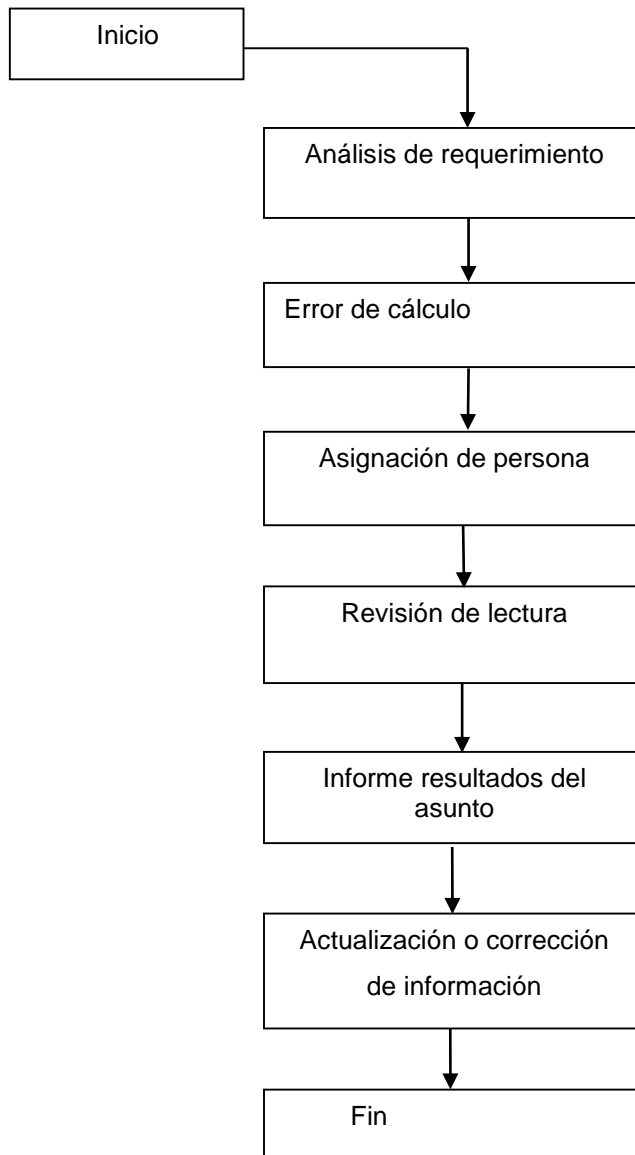 Inicio
Análisis de requerimiento
Error de cálculo
Asignación de persona
Revisión de lectura
Informe resultados del
asunto
Actualización o corrección
de información
Fin